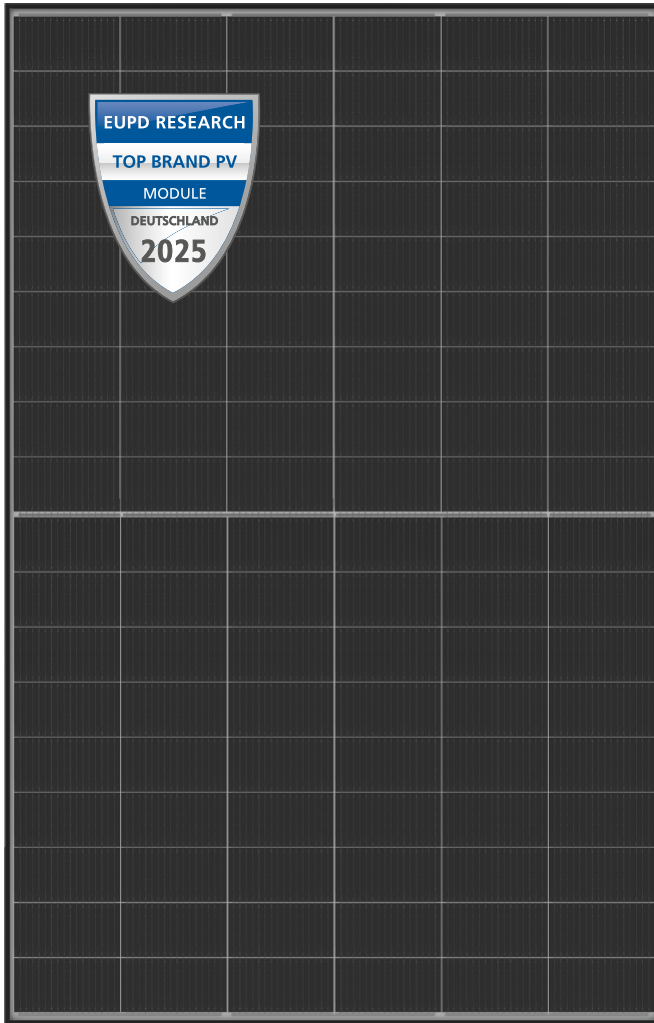 EUPD RESEARCH
TOP BRAND PV
MODULE
DEUTSCHLAND
2025